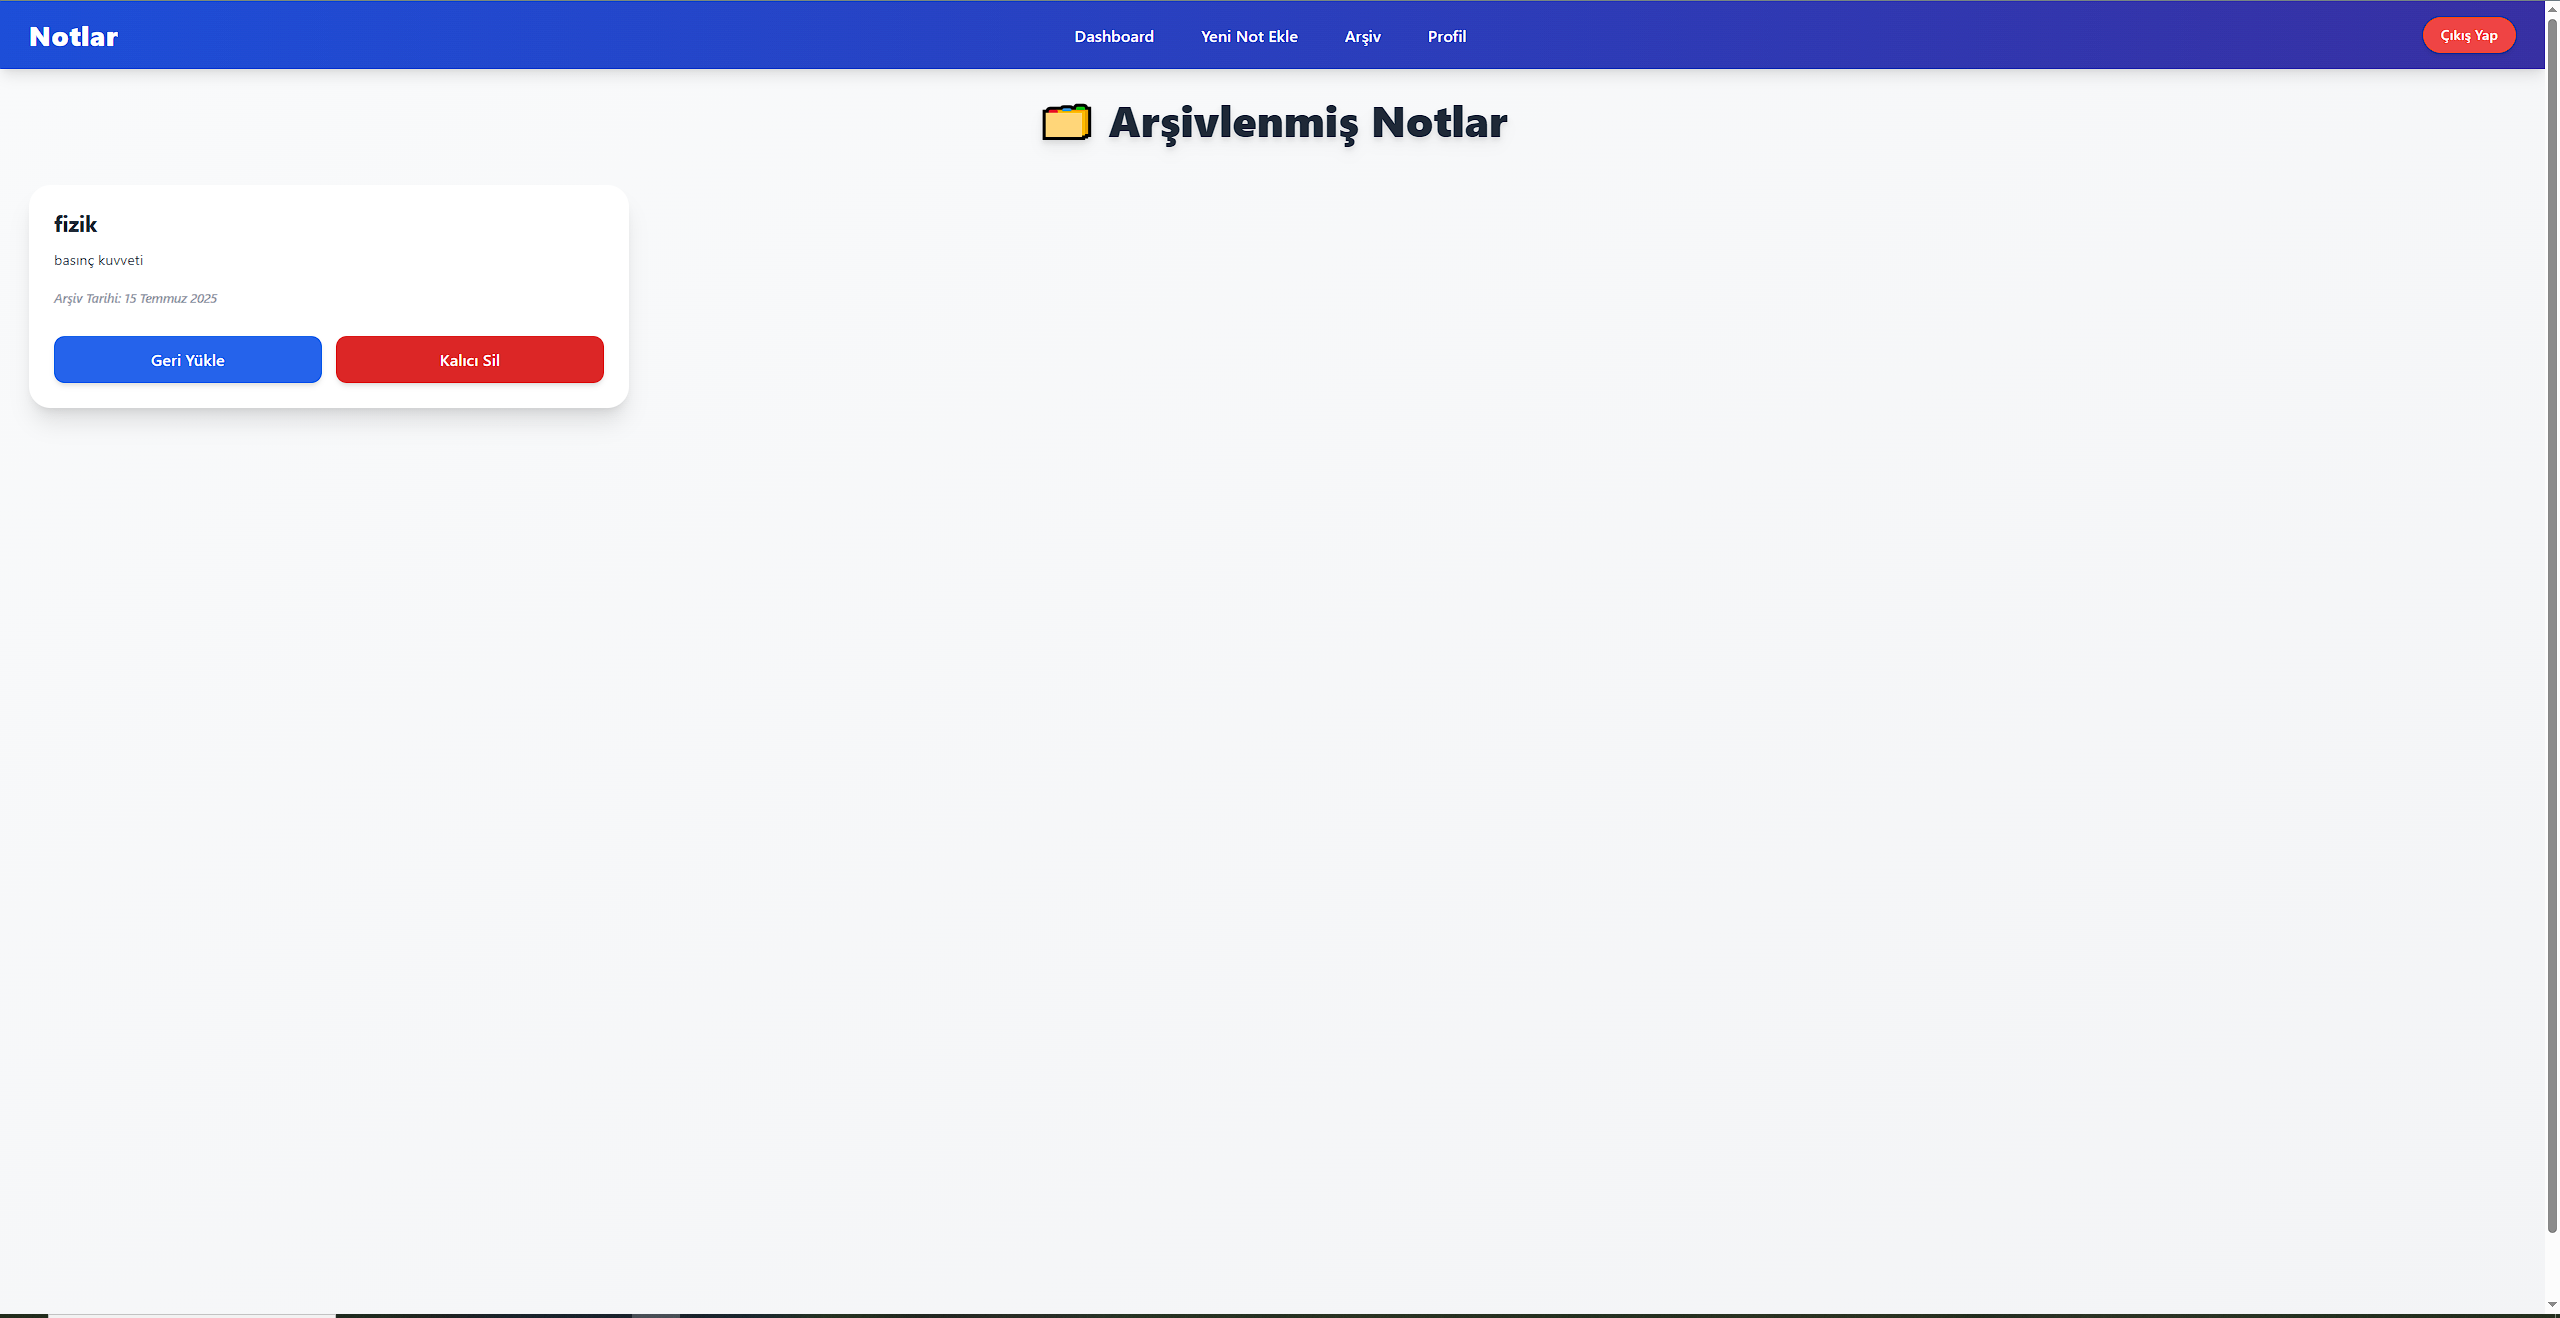 Notlar
Dashboard
Yeni Not Ekle
Arşiv
Profil
Çıkış Yap
Arşivlenmiş Notlar
fizik
basınç kuvveti
Arşiv Tarihi: 15 Temmuz 2025
Geri Yükle
Kalıcı Sil